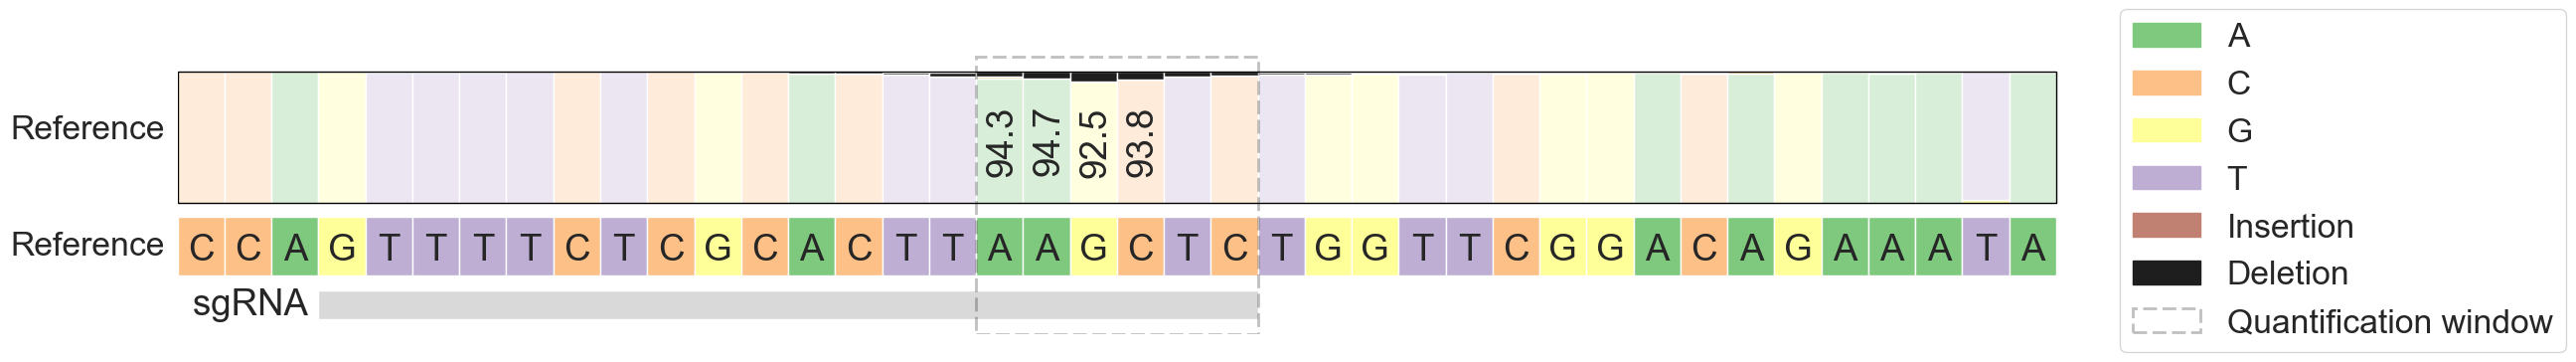 Reference
94.3 94.7 92.5 93.8
Reference C C A G T T T T C T C G C A C T T A A G C T C T G G T T C G G A C A G A A A T A
sgRNA
A
C
G
T
Insertion
Deletion
Quantification window